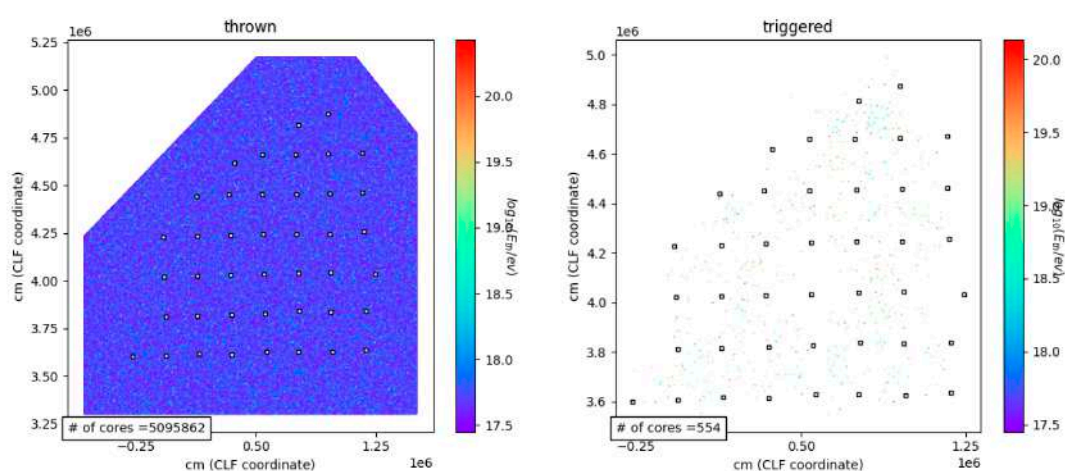 thrown
1e6
5.25
5.00
4.75
4.50
4.25
4.00
3.75
3.50
3.25
cm (CLF coordinate)
# of cores =5095862
−0.25
0.50
1.25
1e6
cm (CLF coordinate)
20.0
19.5
19.0
18.5
18.0
17.5
log₁₀(Eₘ/ev)
triggered
1e6
5.0
4.8
4.6
4.4
4.2
4.0
3.8
3.6
cm (CLF coordinate)
# of cores =554
−0.25
0.50
1.25
1e6
cm (CLF coordinate)
20.0
19.5
19.0
18.5
18.0
17.5
log₁₀(Eₘ/ev)